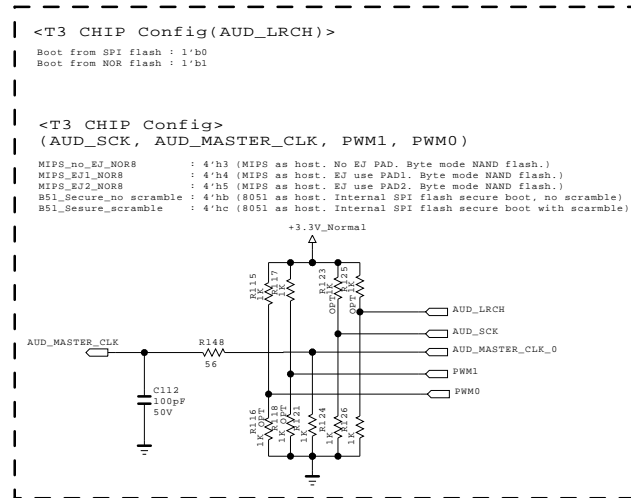 <T3 CHIP Config(AUD_LRCH)>
Boot from SPI flash : 1'b0
Boot from NOR flash : 1'b1
<T3 CHIP Config>
(AUD_SCK, AUD_MASTER_CLK, PWM1, PWM0)
MIPS_no_EJ_NOR8 : 4'h3 (MIPS as host. No EJ PAD. Byte mode NAND flash.)
MIPS_EJ1_NOR8 : 4'h4 (MIPS as host. EJ use PAD1. Byte mode NAND flash.)
MIPS_EJ2_NOR8 : 4'h5 (MIPS as host. EJ use PAD2. Byte mode NAND flash.)
B51_Secure_no scramble : 4'hb (8051 as host. Internal SPI flash secure boot, no scramble)
B51_Sesure_scramble : 4'hc (8051 as host. Internal SPI flash secure boot with scarmble)
+3.3V_Normal
R115
1K
R117
1K
R123
1K
OPT
R125
1K
OPT
AUD_LRCH
AUD_SCK
AUD_MASTER_CLK
R148
56
AUD_MASTER_CLK_0
PWM1
PWM0
C112
100pF
50V
R116
1K OPT
R118
1K OPT
R121
1K
R124
1K
R126
1K